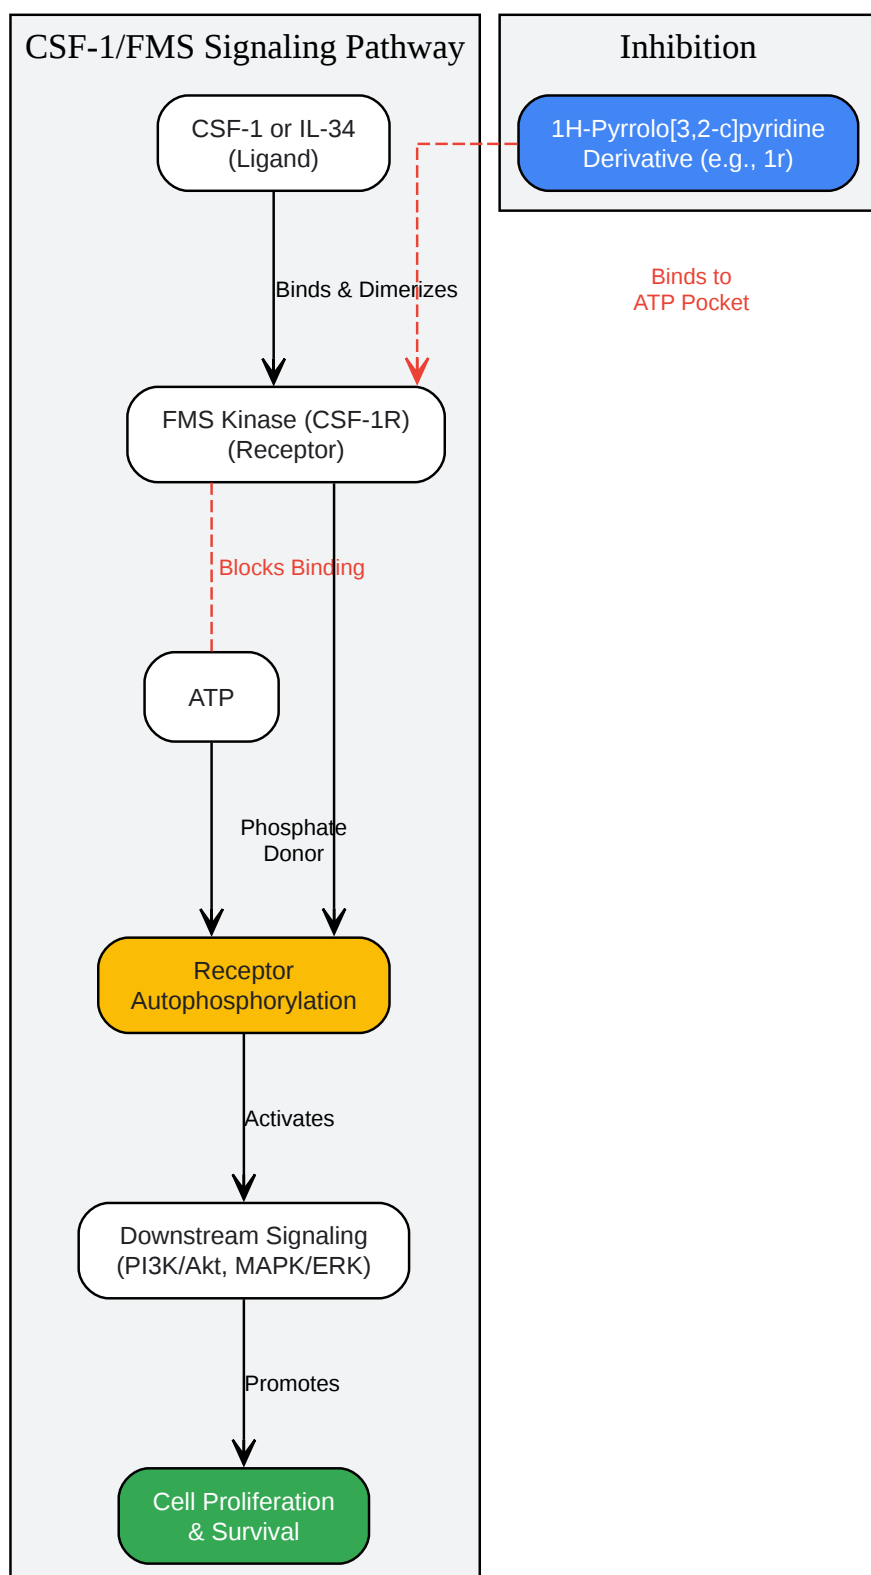 CSF-1/FMS Signaling Pathway
Inhibition
CSF-1 or IL-34
(Ligand)
1H-Pyrrolo[3,2-c]pyridine
Derivative (e.g., 1r)
Binds & Dimerizes
Binds to
ATP Pocket
FMS Kinase (CSF-1R)
(Receptor)
Blocks Binding
ATP
Phosphate
Donor
Receptor
Autophosphorylation
Activates
Downstream Signaling
(PI3K/Akt, MAPK/ERK)
Promotes
Cell Proliferation
& Survival